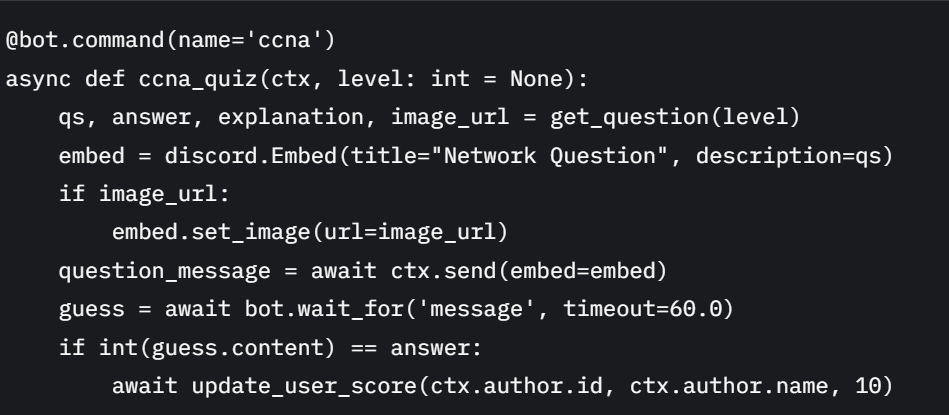 @bot.command(name='ccna')
async def ccna_quiz(ctx, level: int = None):
    qs, answer, explanation, image_url = get_question(level)
    embed = discord.Embed(title="Network Question", description=qs)
    if image_url:
        embed.set_image(url=image_url)
    question_message = await ctx.send(embed=embed)
    guess = await bot.wait_for('message', timeout=60.0)
    if int(guess.content) == answer:
        await update_user_score(ctx.author.id, ctx.author.name, 10)